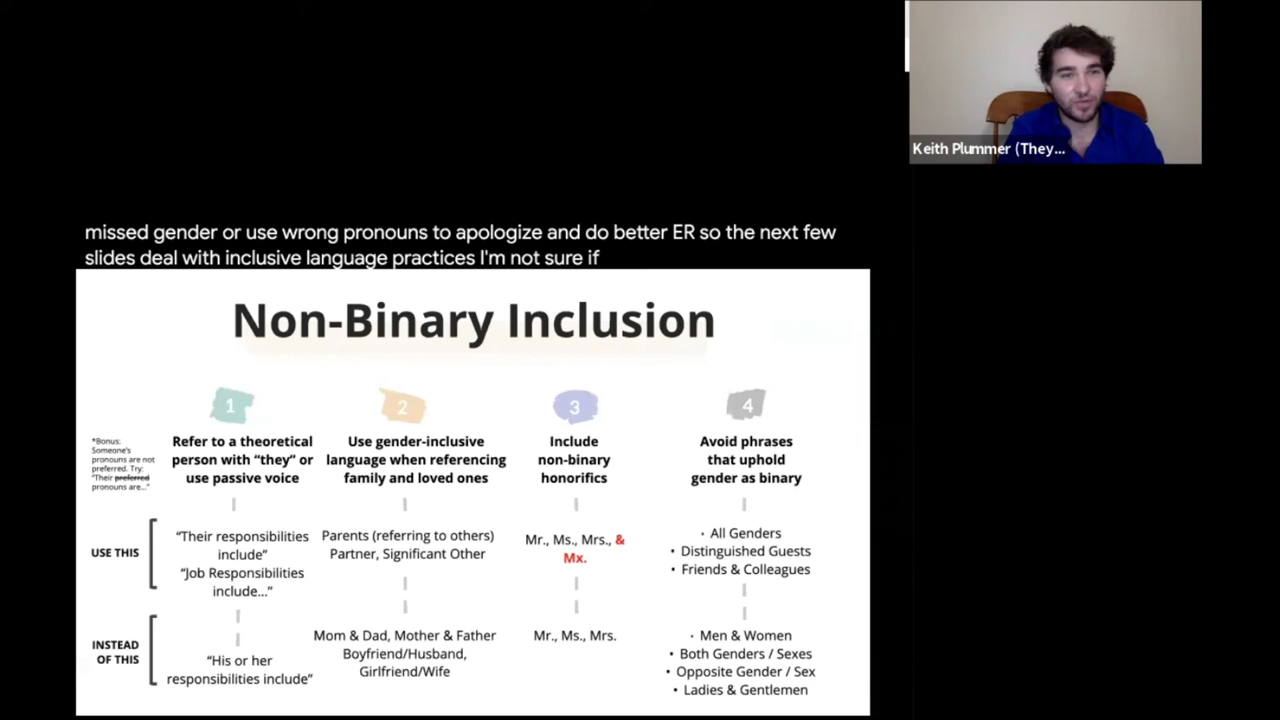 Keith Plummer (They...
missed gender or use wrong pronouns to apologize and do better ER so the next few
slides deal with inclusive language practices I'm not sure if
Non-Binary Inclusion
1
2
3
4
*Bonus:
Someone's
pronouns are not
preferred. Try:
"Their preferred
pronouns are..."
Refer to a theoretical
person with "they" or
use passive voice
Use gender-inclusive
language when referencing
family and loved ones
Include
non-binary
honorifics
Avoid phrases
that uphold
gender as binary
USE THIS
"Their responsibilities
include"
"Job Responsibilities
include..."
Parents (referring to others)
Partner, Significant Other
Mr., Ms., Mrs., &
Mx.
• All Genders
• Distinguished Guests
• Friends & Colleagues
INSTEAD
OF THIS
"His or her
responsibilities include"
Mom & Dad, Mother & Father
Boyfriend/Husband,
Girlfriend/Wife
Mr., Ms., Mrs.
• Men & Women
• Both Genders / Sexes
• Opposite Gender / Sex
• Ladies & Gentlemen